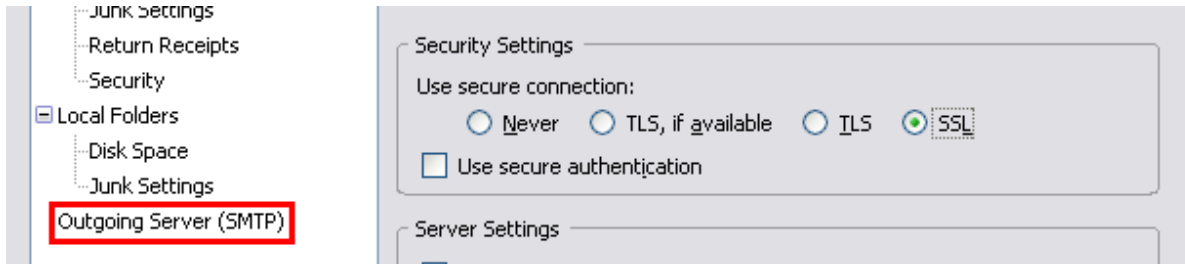 Junk Settings
Return Receipts
Security
Local Folders
Disk Space
Junk Settings
Outgoing Server (SMTP)
Security Settings
Use secure connection:
Never TLS, if available TLS SSL
Use secure authentication
Server Settings